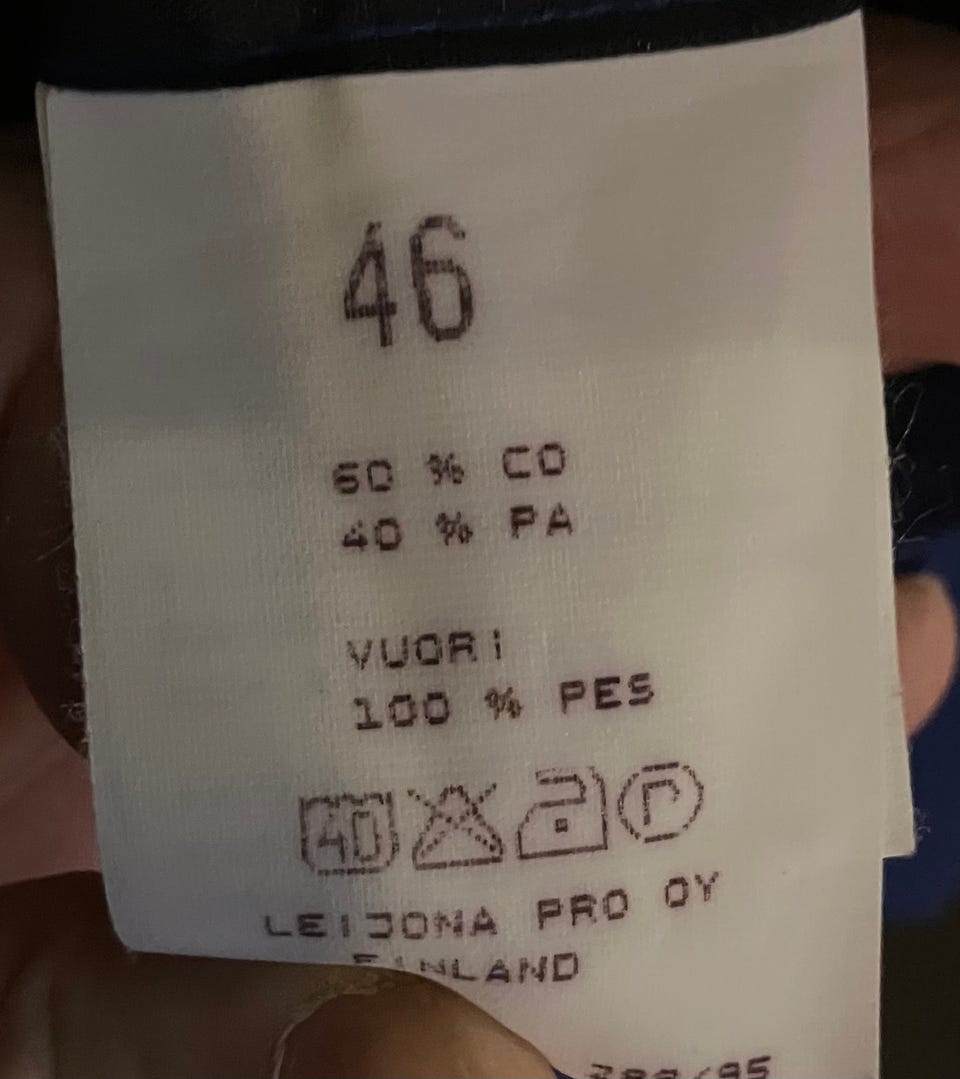 46
60 % CO
40 % PA
VUORI
100 % PES
40
P
LEIJONA PRO OY
FINLAND